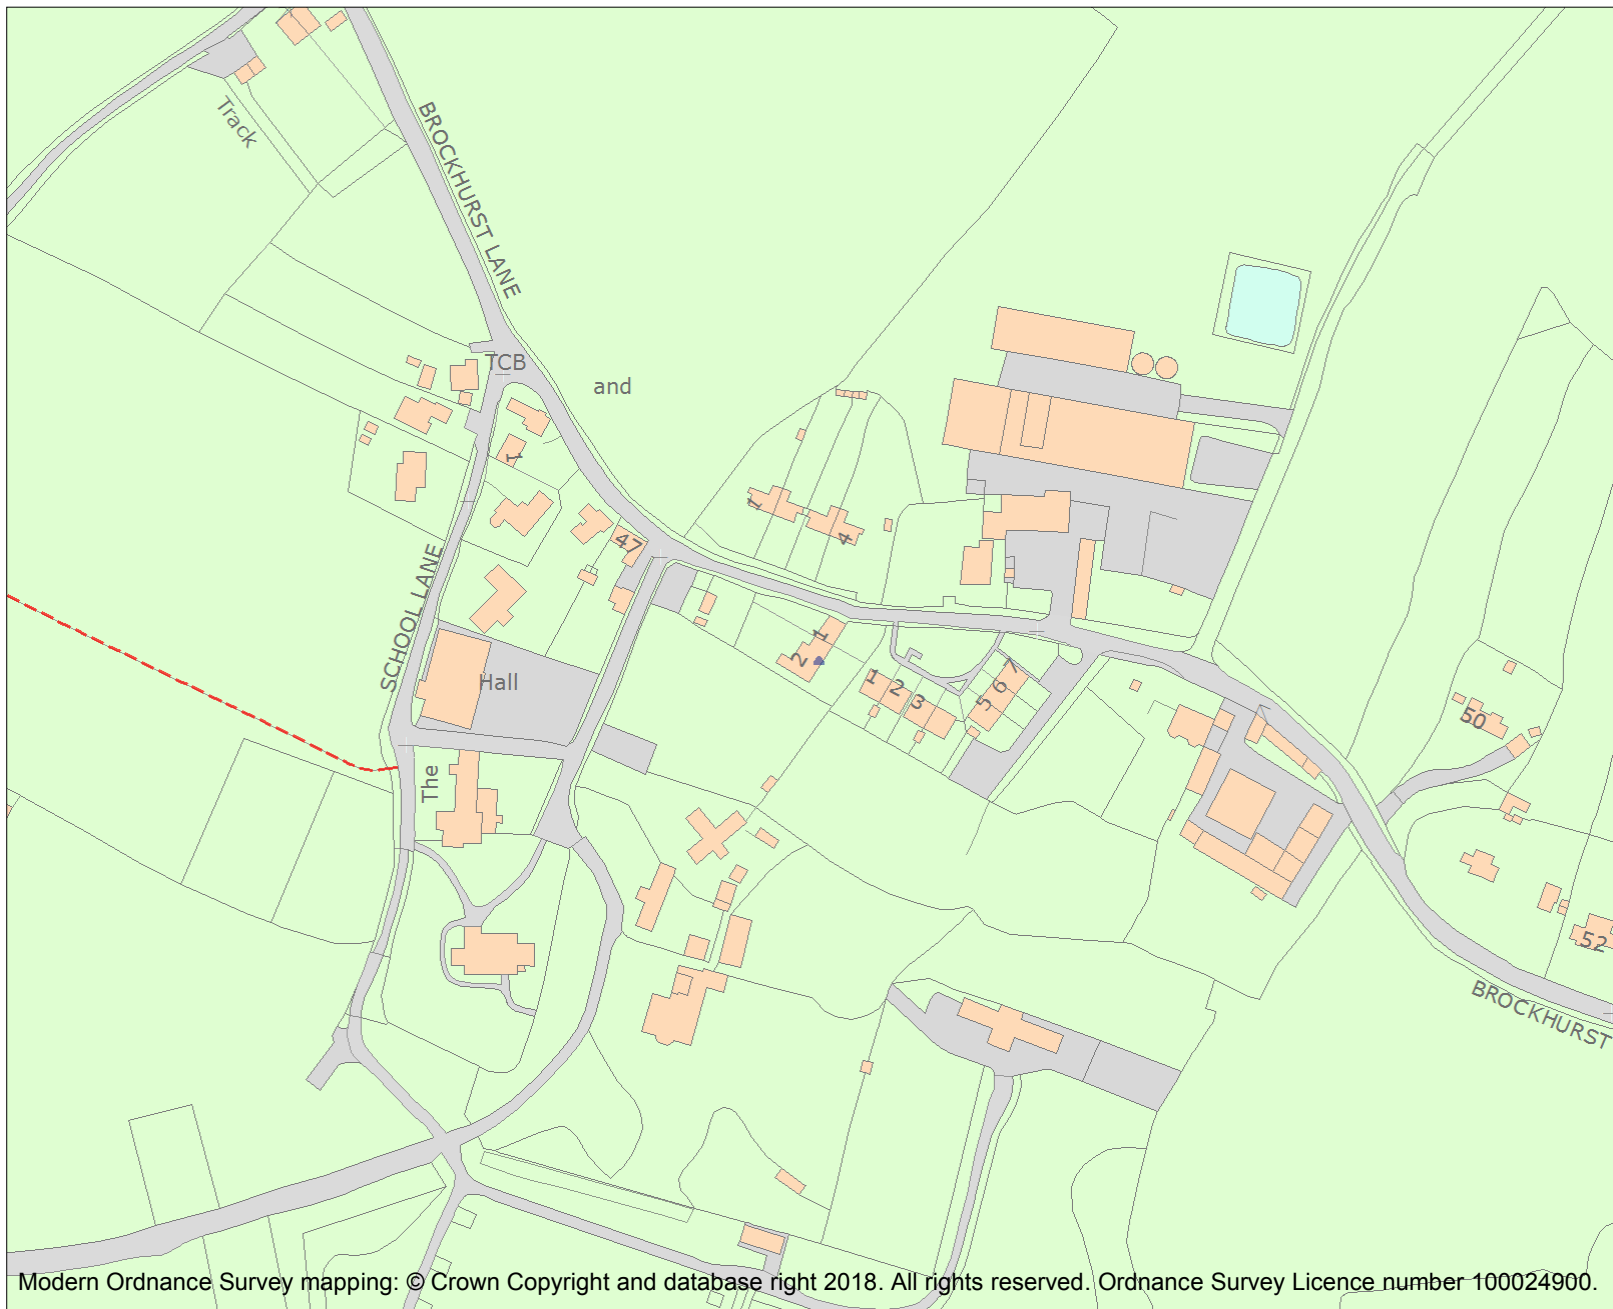 Track
BROCKHURST LANE
TCB
and
1
1
4
47
SCHOOL LANE
1
2
1
2
3
5
6
7
Hall
50
The
52
BROCKHURST
Modern Ordnance Survey mapping: © Crown Copyright and database right 2018. All rights reserved. Ordnance Survey Licence number 100024900.